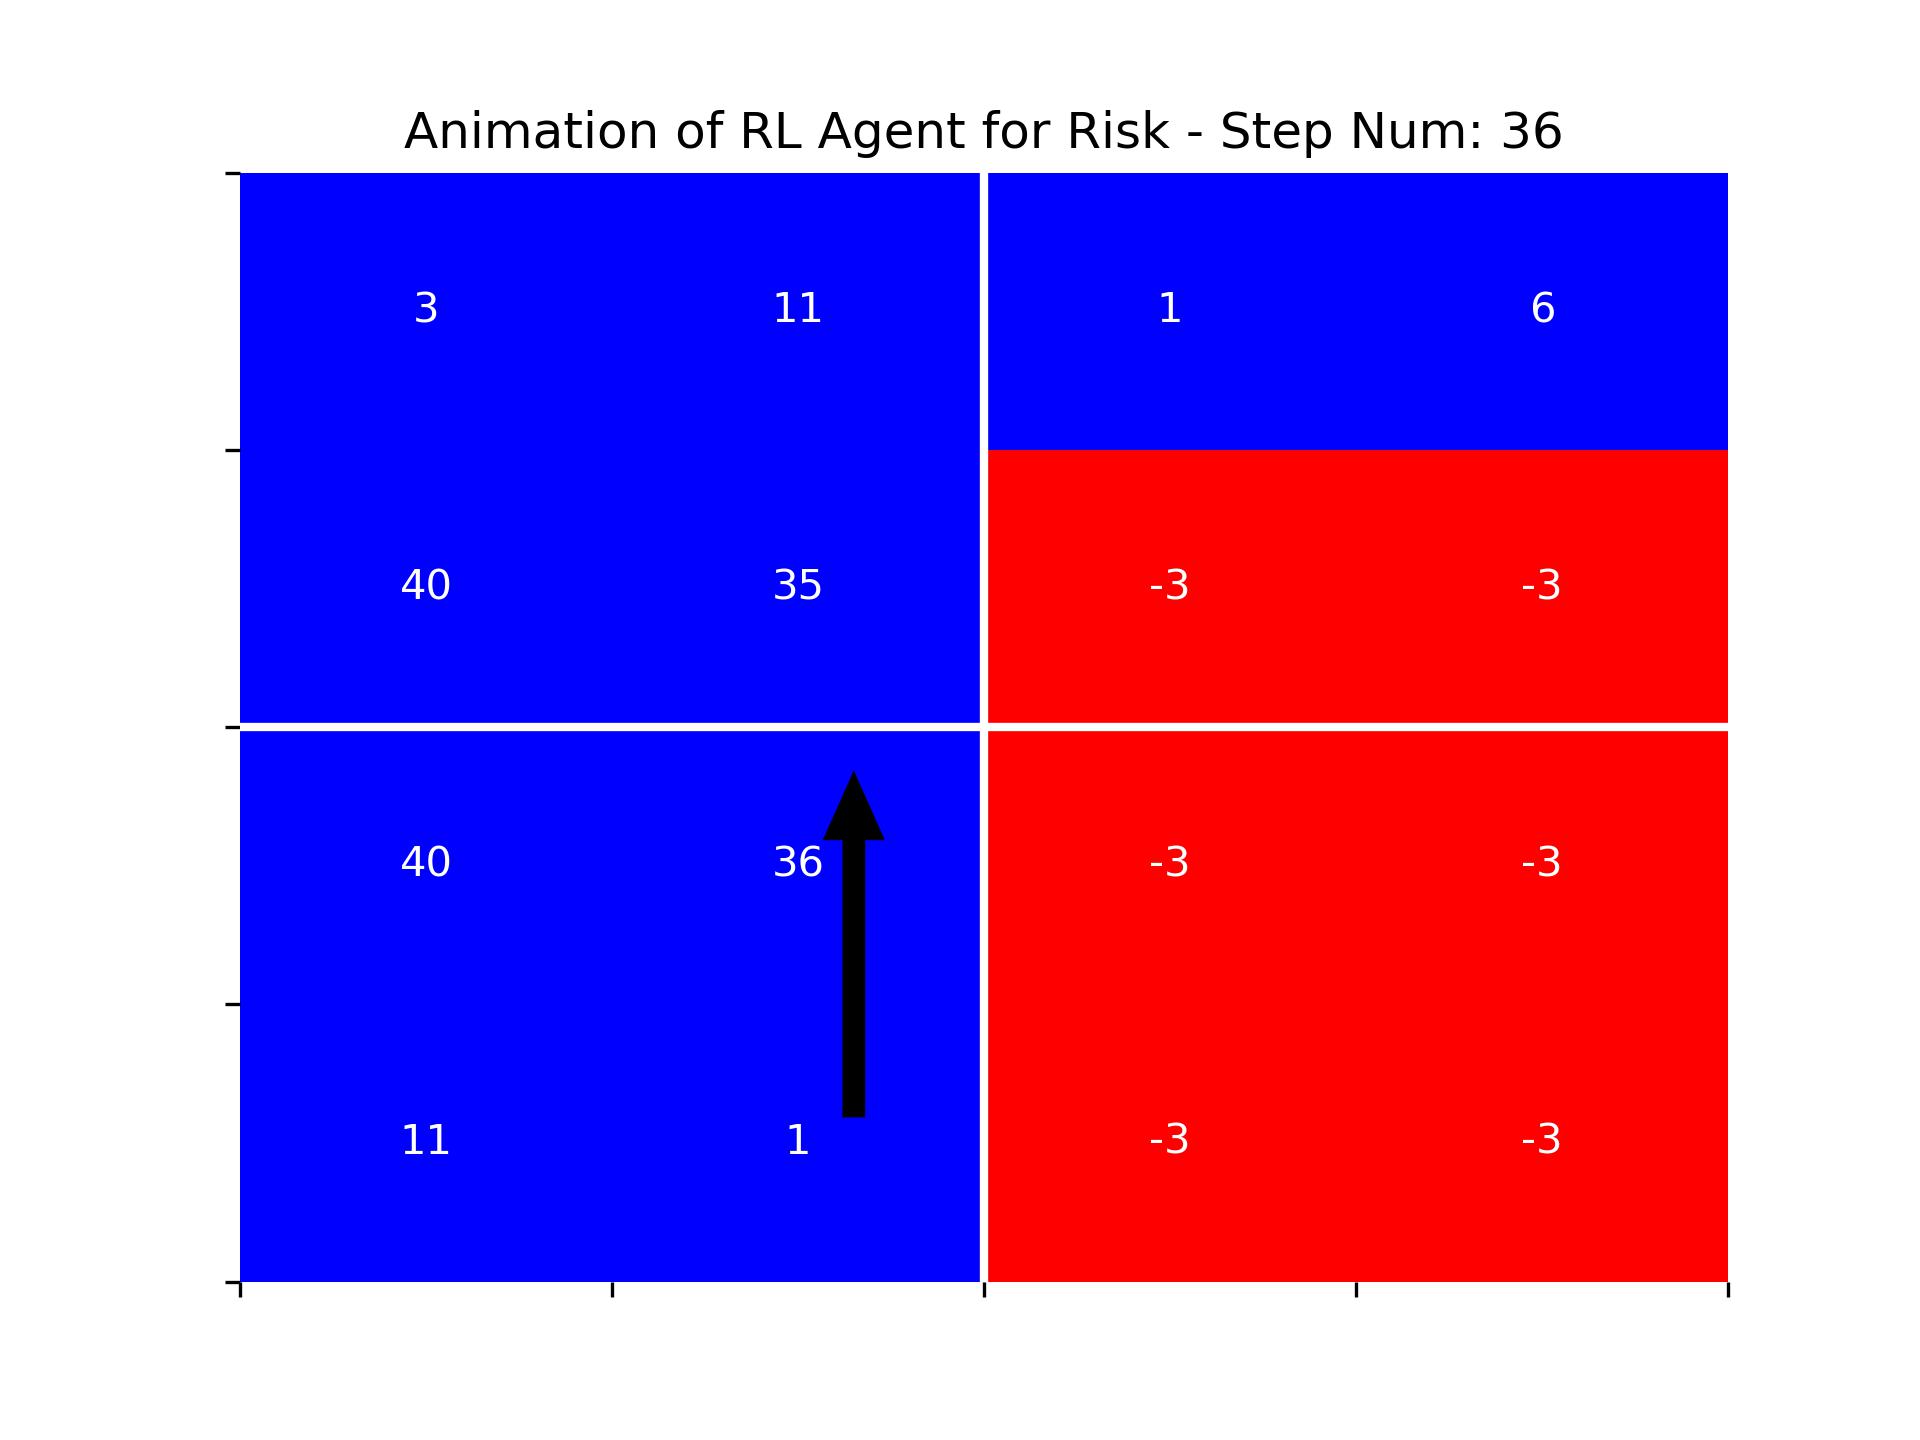 Animation of RL Agent for Risk - Step Num: 36
3 11 1 6
40 35 -3 -3
40 36 -3 -3
11 1 -3 -3